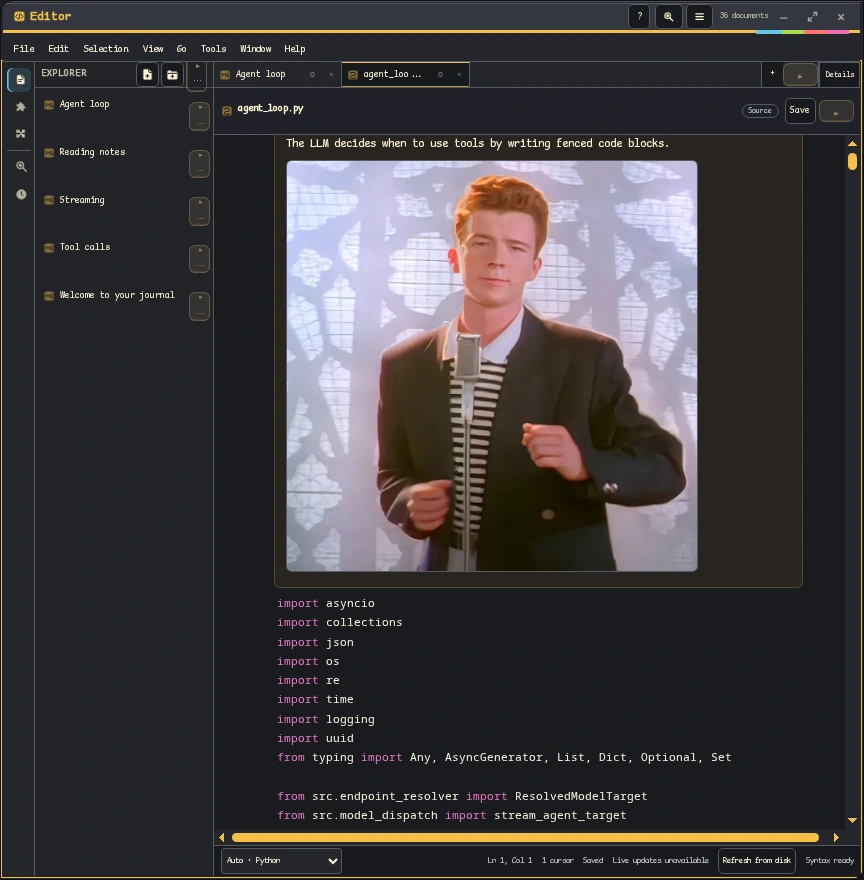 Editor
?
36 documents
File Edit Selection View Go Tools Window Help
EXPLORER
...
Agent loop
agent_loo ...
+
Details
Agent loop
...
agent_loop.py
Source
Save
Reading notes
...
Streaming
...
Tool calls
...
Welcome to your journal
...
The LLM decides when to use tools by writing fenced code blocks.
import asyncio
import collections
import json
import os
import re
import time
import logging
import uuid
from typing import Any, AsyncGenerator, List, Dict, Optional, Set
from src.endpoint_resolver import ResolvedModelTarget
from src.model_dispatch import stream_agent_target
Auto · Python
Ln 1, Col 1 1 cursor Saved Live updates unavailable Refresh from disk Syntax ready